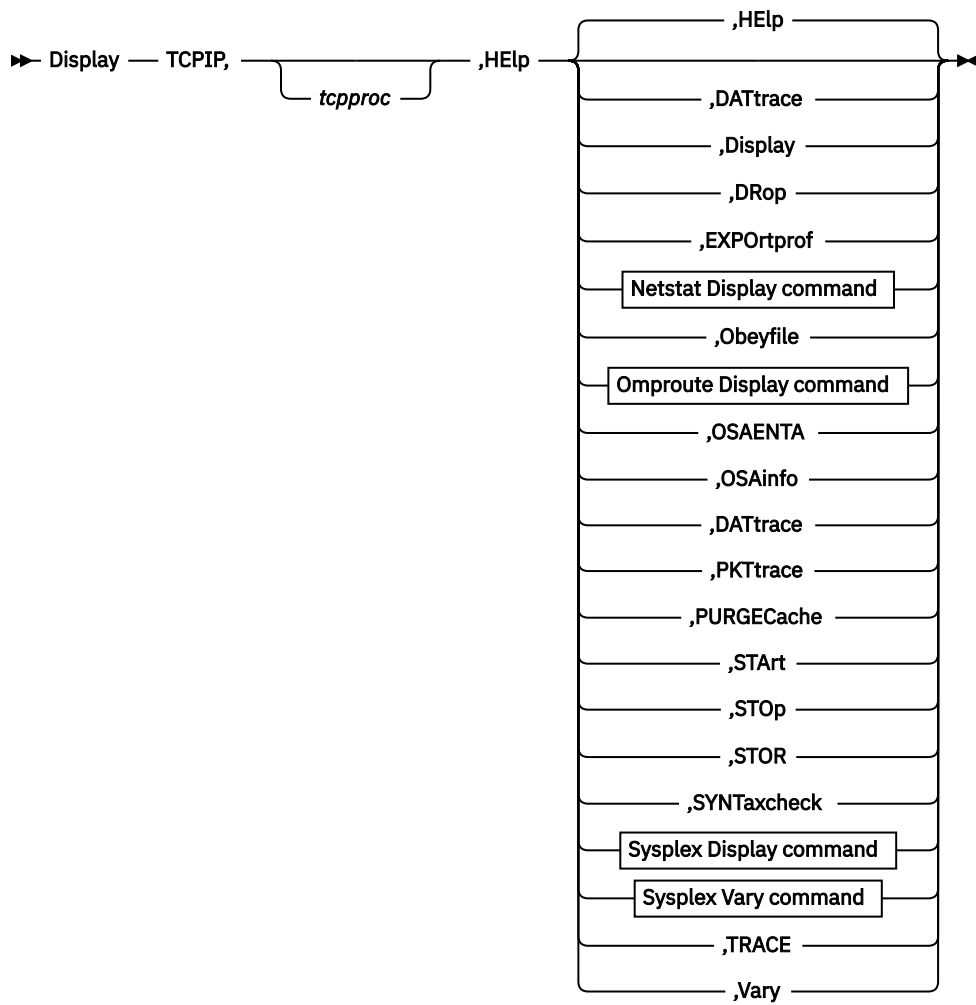 ,HElp
Display TCPIP, ,HElp
tcpproc
,DATtrace
,Display
,DRop
,EXPOrtprof
Netstat Display command
,Obeyfile
Omproute Display command
,OSAENTA
,OSAinfo
,DATtrace
,PKTtrace
,PURGECache
,STArt
,STOp
,STOR
,SYNTaxcheck
Sysplex Display command
Sysplex Vary command
,TRACE
,Vary